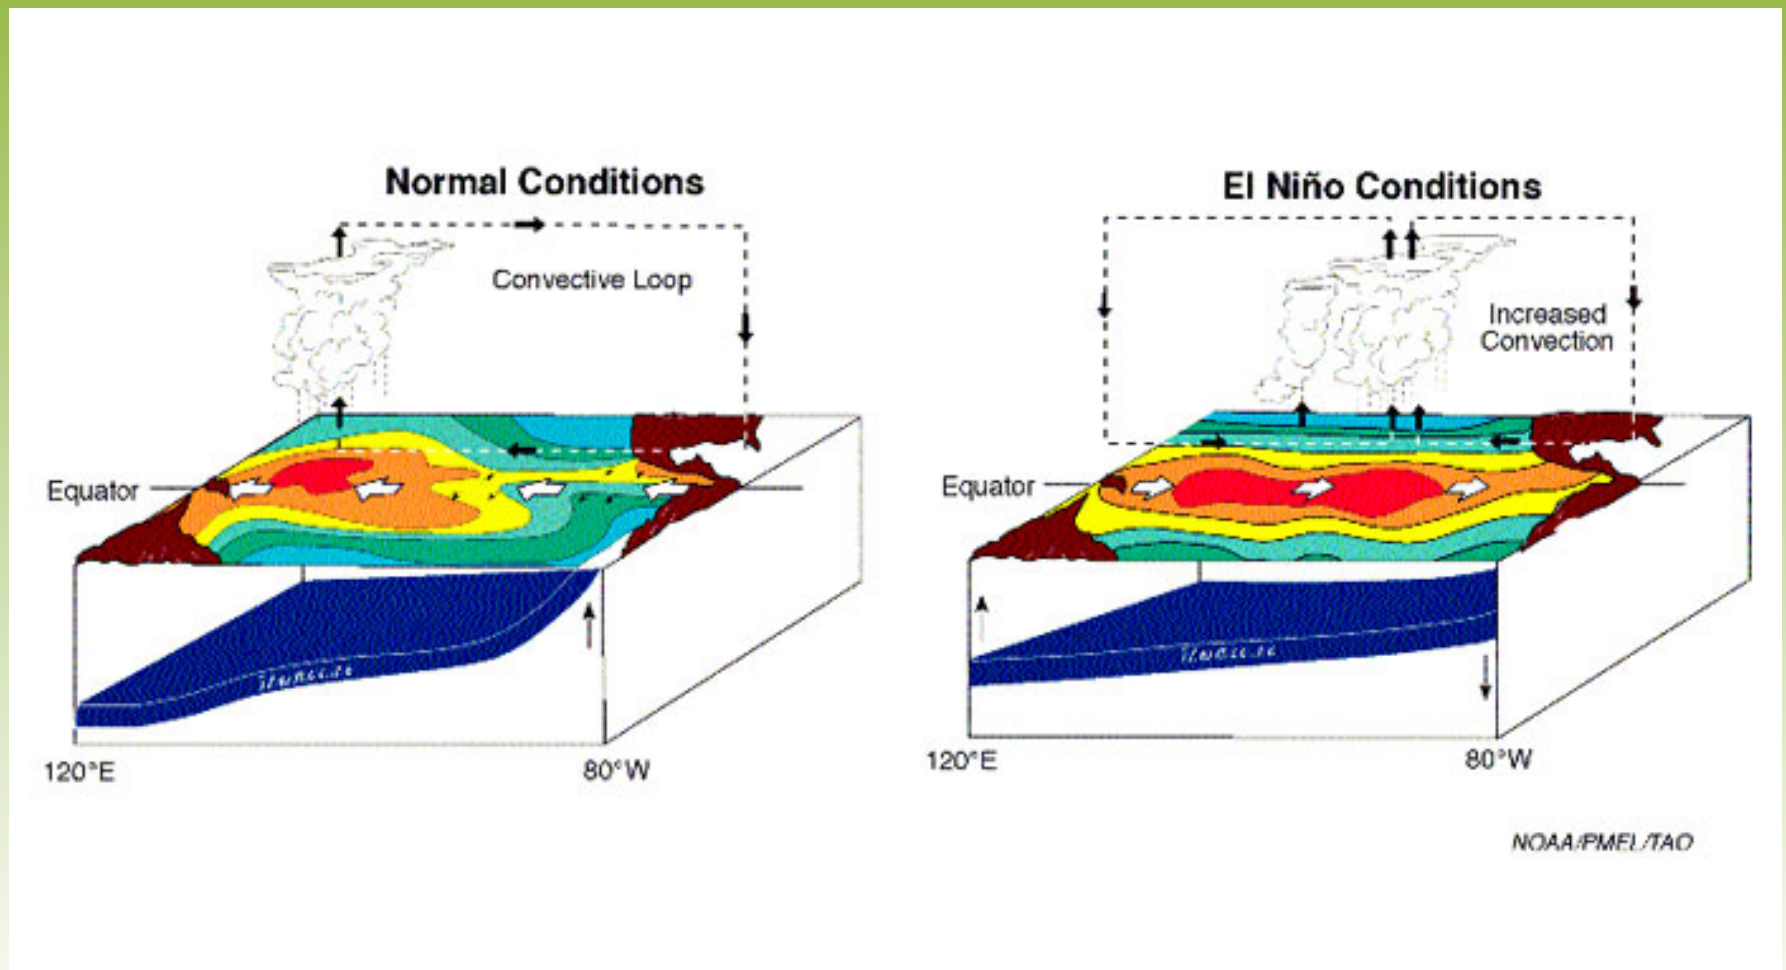 Normal Conditions
Convective Loop
Equator
120°E
80°W
El Niño Conditions
Increased
Convection
Equator
120°E
80°W
NOAA/PMEL/TAO